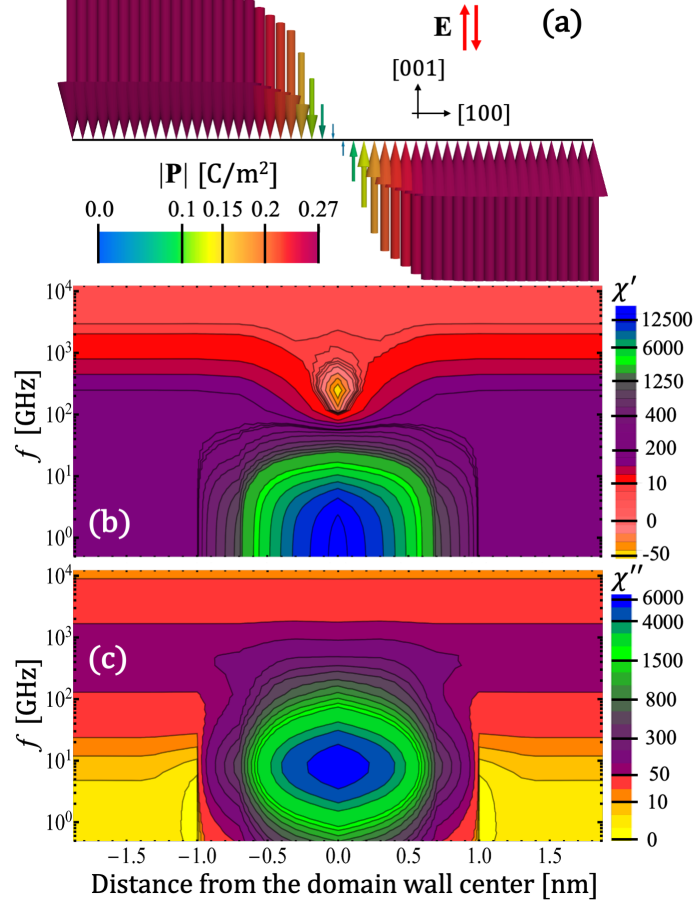 E (a)
[001]
[100]
|P| [C/m²]
0.0 0.1 0.15 0.2 0.27
10⁴
10³
10²
10¹
10⁰
f [GHz]
(b)
χ′
12500
6000
1250
400
200
10
0
-50
10⁴
10³
10²
10¹
10⁰
f [GHz]
(c)
χ″
6000
4000
1500
800
300
50
10
0
−1.5 −1.0 −0.5 0.0 0.5 1.0 1.5
Distance from the domain wall center [nm]